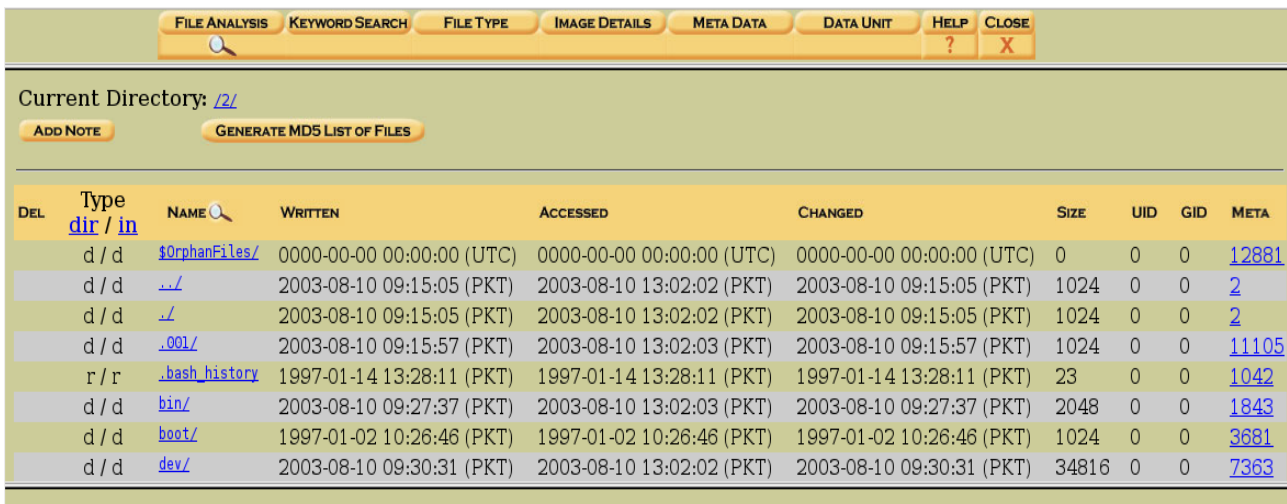 FILE ANALYSIS KEYWORD SEARCH FILE TYPE IMAGE DETAILS META DATA DATA UNIT HELP CLOSE
? X
Current Directory: /2/
ADD NOTE GENERATE MD5 LIST OF FILES
DEL Type dir / in NAME WRITTEN ACCESSED CHANGED SIZE UID GID META
d / d $OrphanFiles/ 0000-00-00 00:00:00 (UTC) 0000-00-00 00:00:00 (UTC) 0000-00-00 00:00:00 (UTC) 0 0 0 12881
d / d ../ 2003-08-10 09:15:05 (PKT) 2003-08-10 13:02:02 (PKT) 2003-08-10 09:15:05 (PKT) 1024 0 0 2
d / d ./ 2003-08-10 09:15:05 (PKT) 2003-08-10 13:02:02 (PKT) 2003-08-10 09:15:05 (PKT) 1024 0 0 2
d / d .001/ 2003-08-10 09:15:57 (PKT) 2003-08-10 13:02:03 (PKT) 2003-08-10 09:15:57 (PKT) 1024 0 0 11105
r / r .bash_history 1997-01-14 13:28:11 (PKT) 1997-01-14 13:28:11 (PKT) 1997-01-14 13:28:11 (PKT) 23 0 0 1042
d / d bin/ 2003-08-10 09:27:37 (PKT) 2003-08-10 13:02:03 (PKT) 2003-08-10 09:27:37 (PKT) 2048 0 0 1843
d / d boot/ 1997-01-02 10:26:46 (PKT) 1997-01-02 10:26:46 (PKT) 1997-01-02 10:26:46 (PKT) 1024 0 0 3681
d / d dev/ 2003-08-10 09:30:31 (PKT) 2003-08-10 13:02:02 (PKT) 2003-08-10 09:30:31 (PKT) 34816 0 0 7363